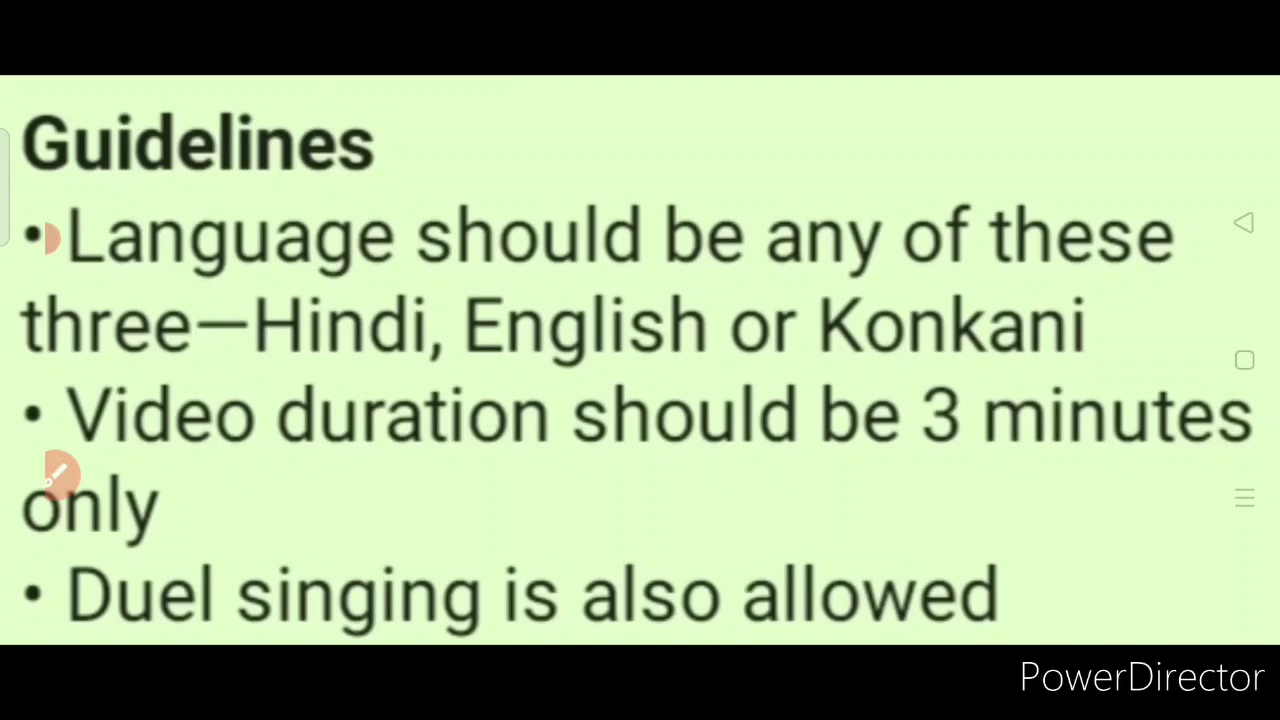 Guidelines
• Language should be any of these
three—Hindi, English or Konkani
• Video duration should be 3 minutes
only
• Duel singing is also allowed
PowerDirector